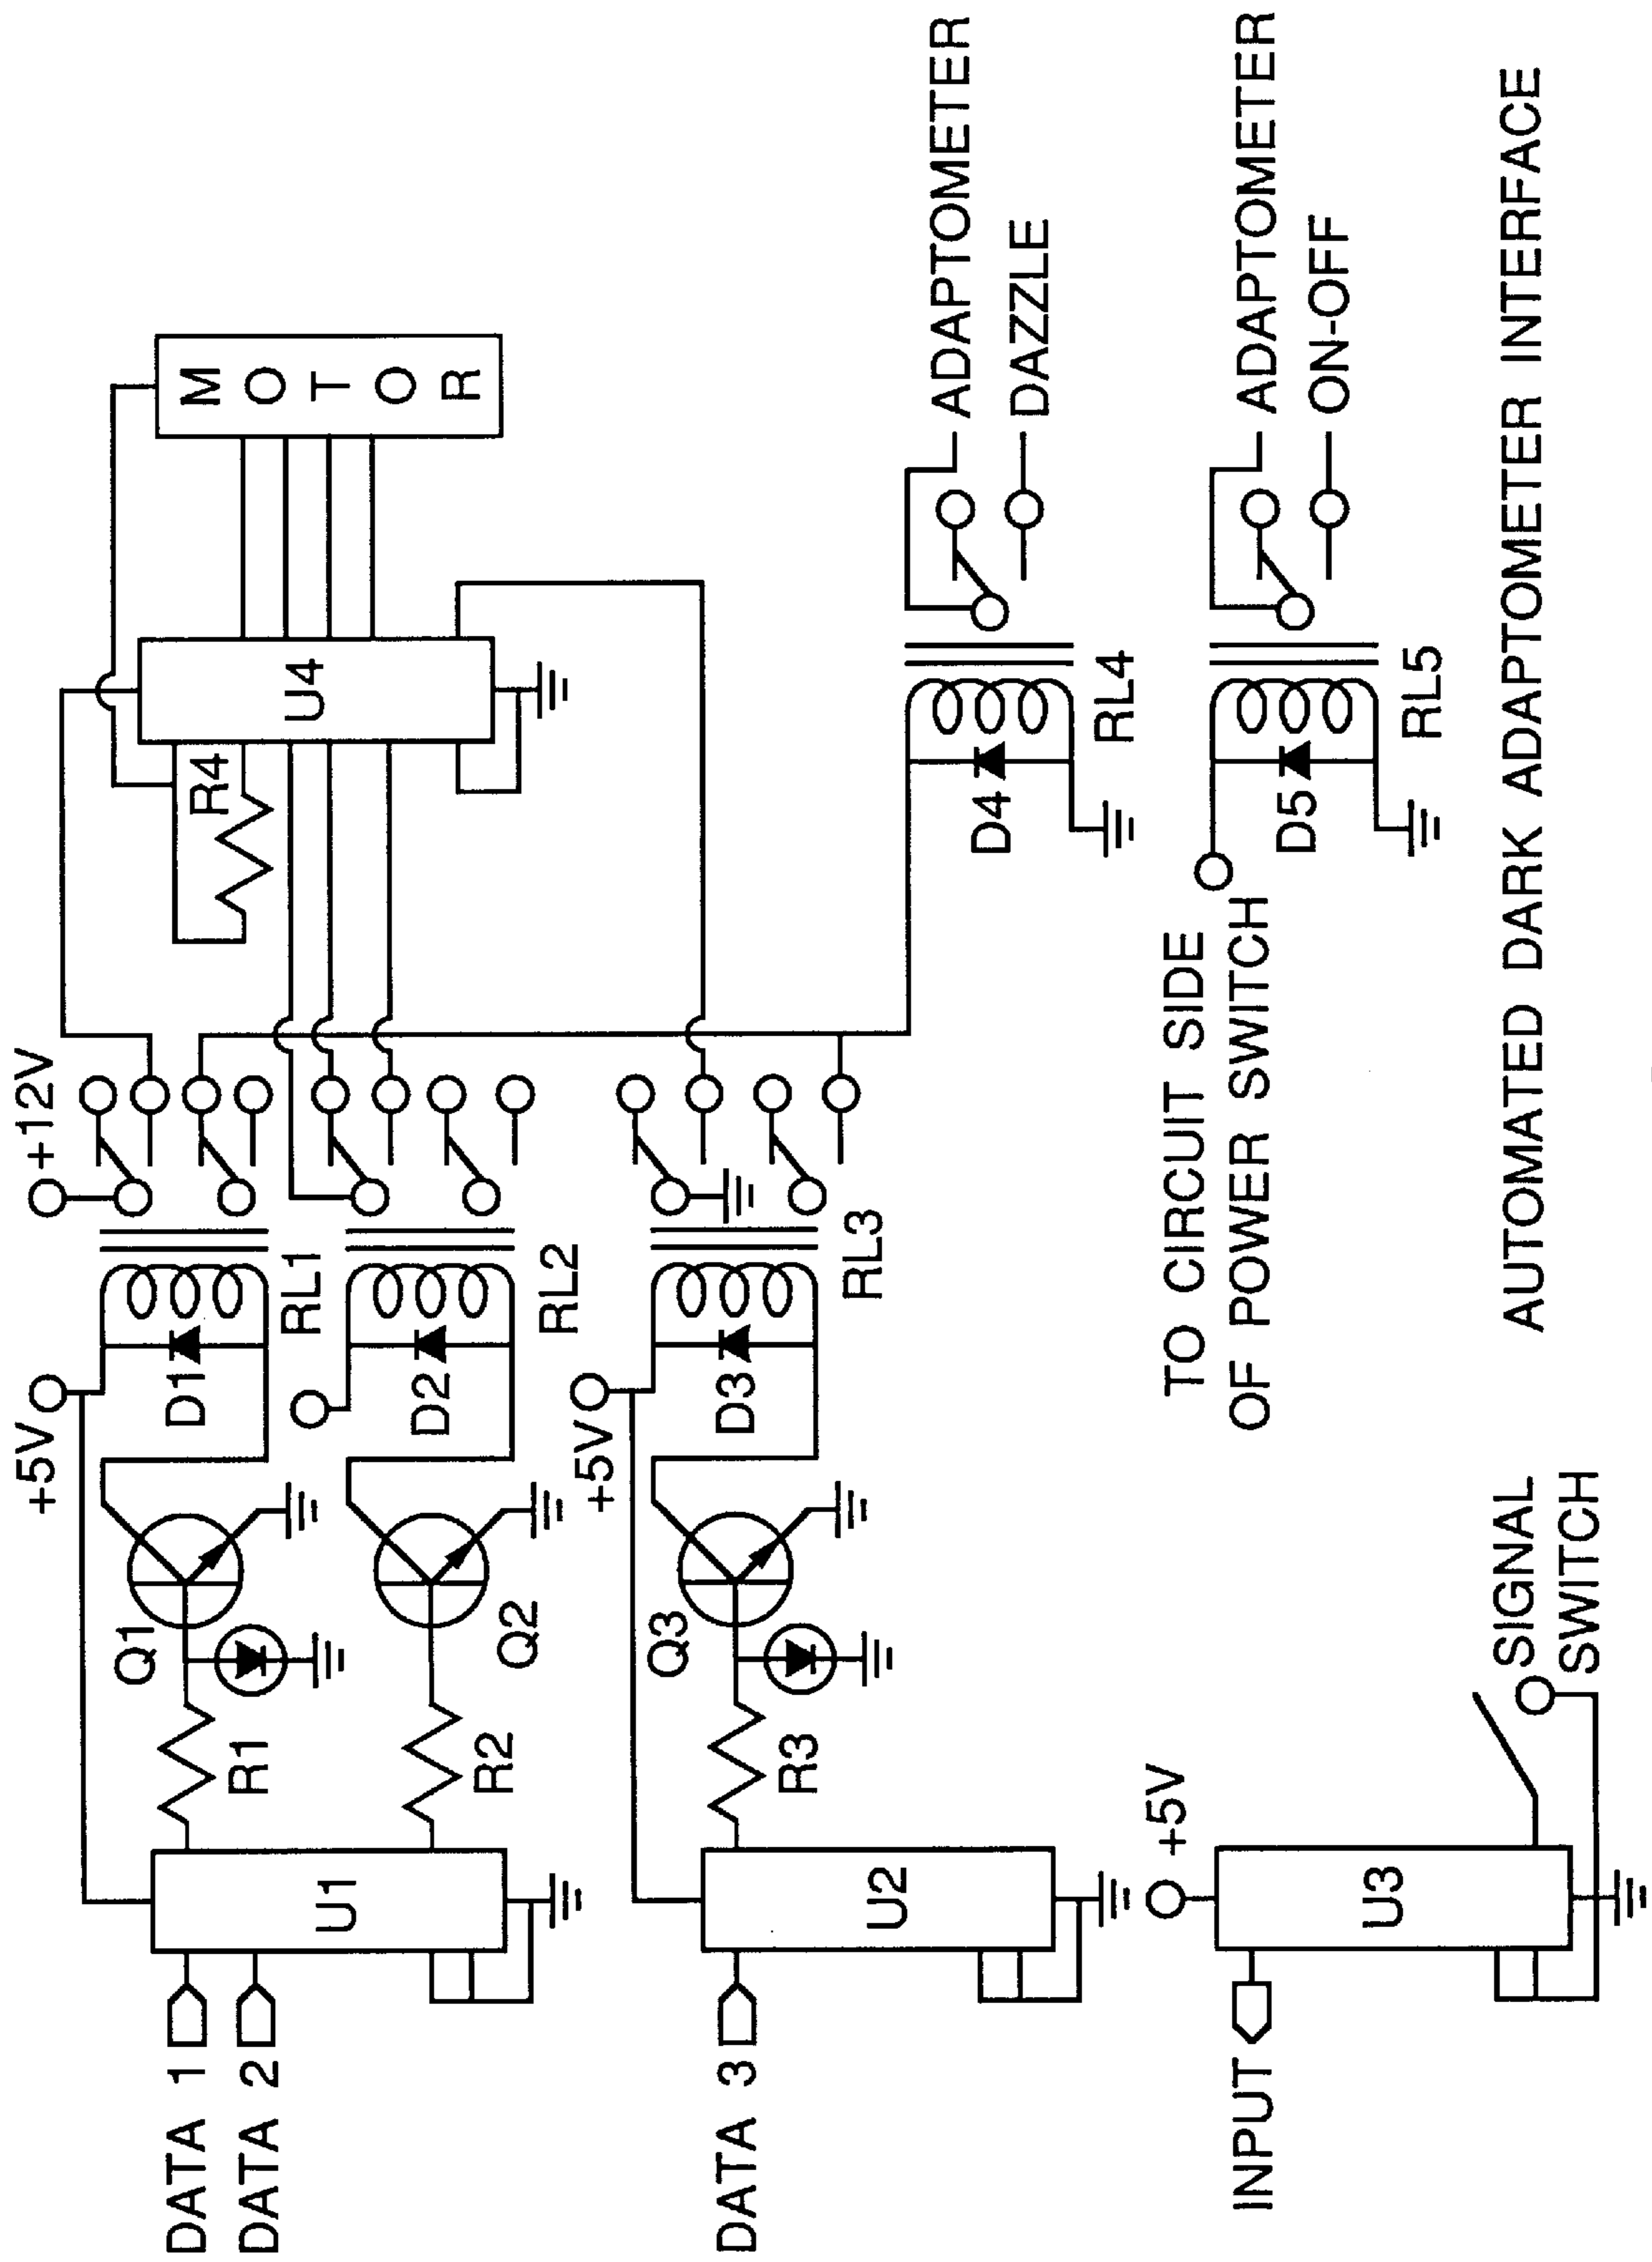 +5V
+12V
DATA 1
DATA 2
U1
R1
R2
Q1
Q2
D1
D2
RL1
RL2
R4
U4
MOTOR
+5V
DATA 3
U2
R3
Q3
D3
RL3
D4
RL4
ADAPTOMETER
DAZZLE
INPUT
+5V
U3
SIGNAL
SWITCH
TO CIRCUIT SIDE
OF POWER SWITCH
D5
RL5
ADAPTOMETER
ON-OFF
AUTOMATED DARK ADAPTOMETER INTERFACE